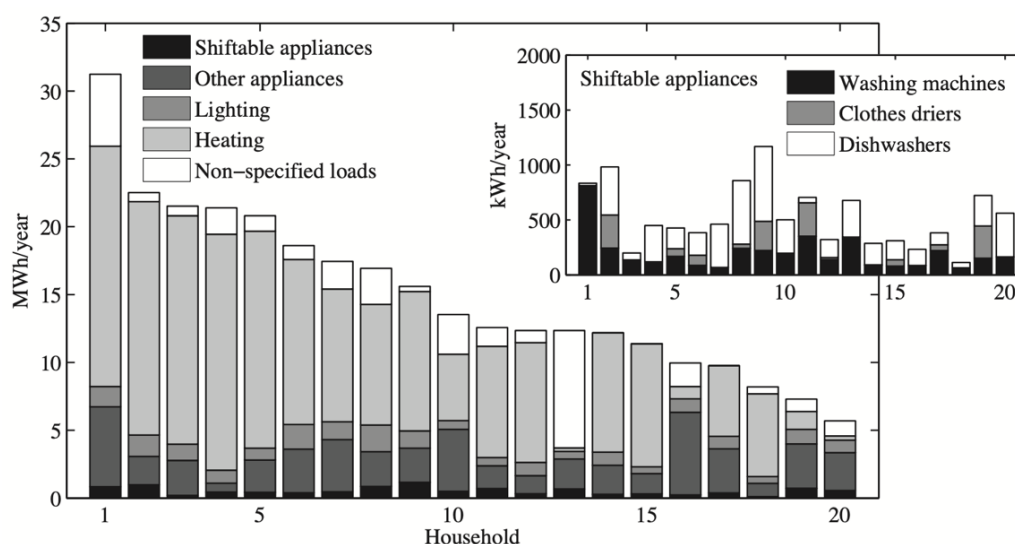 35
30
25
20
15
10
5
0
MWh/year
Shiftable appliances
Other appliances
Lighting
Heating
Non-specified loads
1 5 10 15 20
Household
2000
1500
1000
500
0
kWh/year
Shiftable appliances
Washing machines
Clothes driers
Dishwashers
1 5 10 15 20